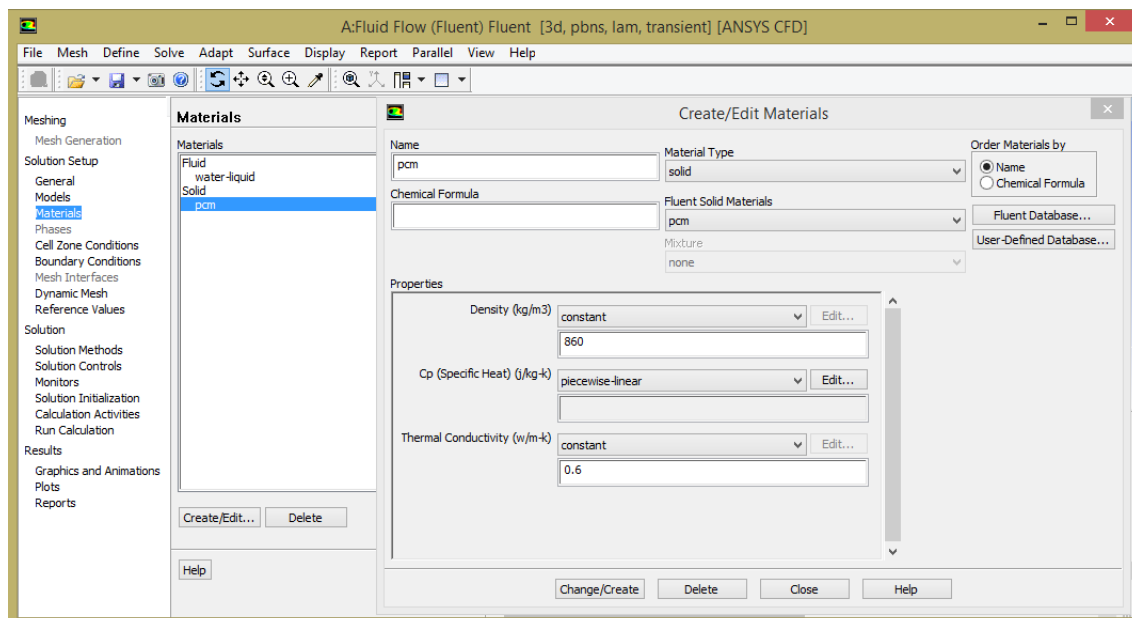 A:Fluid Flow (Fluent) Fluent [3d, pbns, lam, transient] [ANSYS CFD]
File Mesh Define Solve Adapt Surface Display Report Parallel View Help
Meshing
Mesh Generation
Solution Setup
General
Models
Materials
Phases
Cell Zone Conditions
Boundary Conditions
Mesh Interfaces
Dynamic Mesh
Reference Values
Solution
Solution Methods
Solution Controls
Monitors
Solution Initialization
Calculation Activities
Run Calculation
Results
Graphics and Animations
Plots
Reports
Materials
Materials
Fluid
water-liquid
Solid
pcm
Create/Edit... Delete
Help
Create/Edit Materials
Name
pcm
Chemical Formula
Material Type
solid
Fluent Solid Materials
pcm
Mixture
none
Order Materials by
Name
Chemical Formula
Fluent Database...
User-Defined Database...
Properties
Density (kg/m3) constant Edit...
860
Cp (Specific Heat) (j/kg-k) piecewise-linear Edit...
Thermal Conductivity (w/m-k) constant Edit...
0.6
Change/Create Delete Close Help